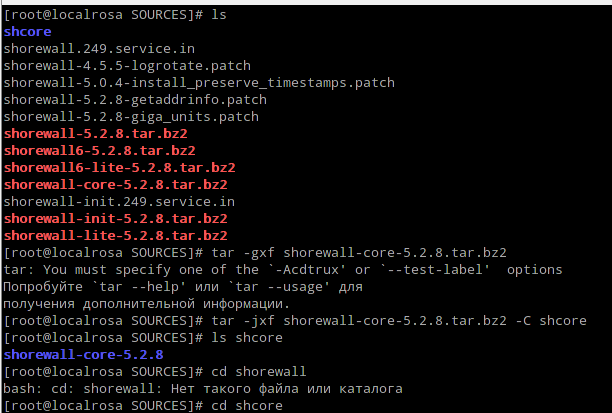 [root@localrosa SOURCES]# ls
shcore
shorewall.249.service.in
shorewall-4.5.5-logrotate.patch
shorewall-5.0.4-install_preserve_timestamps.patch
shorewall-5.2.8-getaddrinfo.patch
shorewall-5.2.8-giga_units.patch
shorewall-5.2.8.tar.bz2
shorewall6-5.2.8.tar.bz2
shorewall6-lite-5.2.8.tar.bz2
shorewall-core-5.2.8.tar.bz2
shorewall-init.249.service.in
shorewall-init-5.2.8.tar.bz2
shorewall-lite-5.2.8.tar.bz2
[root@localrosa SOURCES]# tar -gxf shorewall-core-5.2.8.tar.bz2
tar: You must specify one of the `-Acdtrux' or `--test-label'  options
Попробуйте `tar --help' или `tar --usage' для
получения дополнительной информации.
[root@localrosa SOURCES]# tar -jxf shorewall-core-5.2.8.tar.bz2 -C shcore
[root@localrosa SOURCES]# ls shcore
shorewall-core-5.2.8
[root@localrosa SOURCES]# cd shorewall
bash: cd: shorewall: Нет такого файла или каталога
[root@localrosa SOURCES]# cd shcore